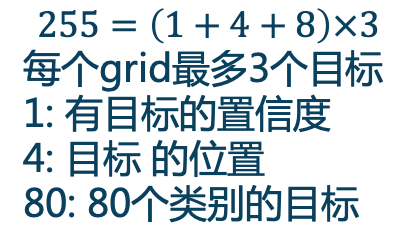 255 = (1 + 4 + 8)×3
每个grid最多3个目标
1: 有目标的置信度
4: 目标 的位置
80: 80个类别的目标